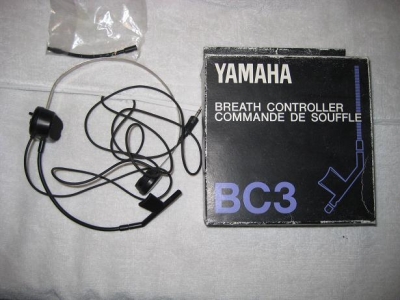 YAMAHA
BREATH CONTROLLER
COMMANDE DE SOUFFLE
BC3